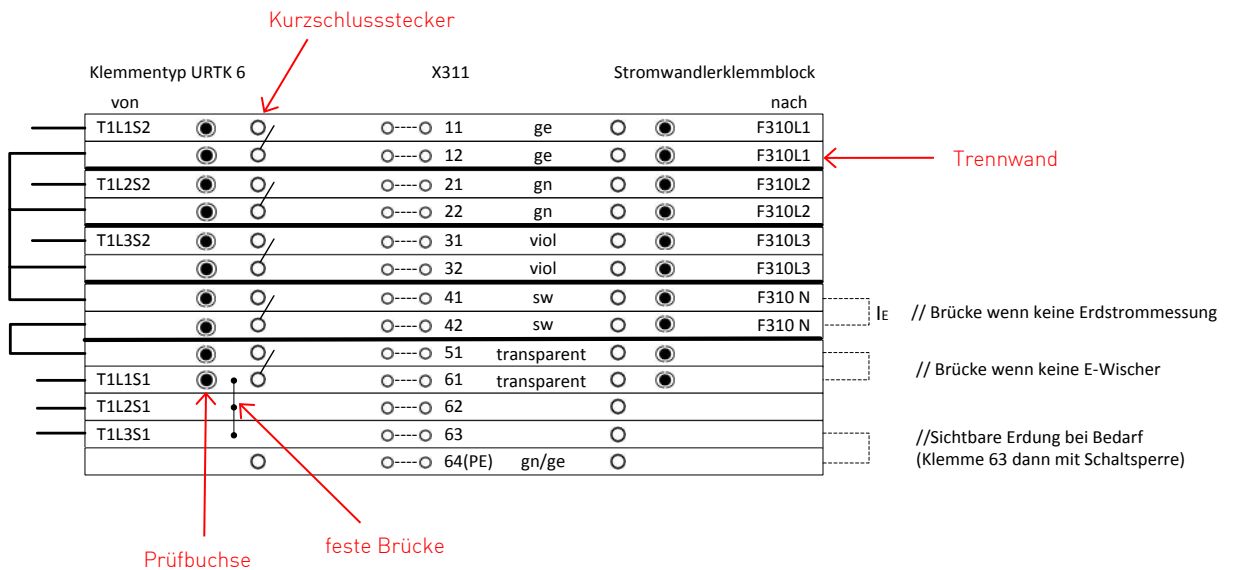 Kurzschlussstecker
Klemmentyp URTK 6 X311 Stromwandlerklemmblock
von nach
T1L1S2 11 ge F310L1
12 ge F310L1
Trennwand
T1L2S2 21 gn F310L2
22 gn F310L2
T1L3S2 31 viol F310L3
32 viol F310L3
41 sw F310 N
IE // Brücke wenn keine Erdstrommessung
42 sw F310 N
51 transparent
// Brücke wenn keine E-Wischer
T1L1S1 61 transparent
T1L2S1 62
T1L3S1 63
//Sichtbare Erdung bei Bedarf
(Klemme 63 dann mit Schaltsperre)
64(PE) gn/ge
feste Brücke
Prüfbuchse